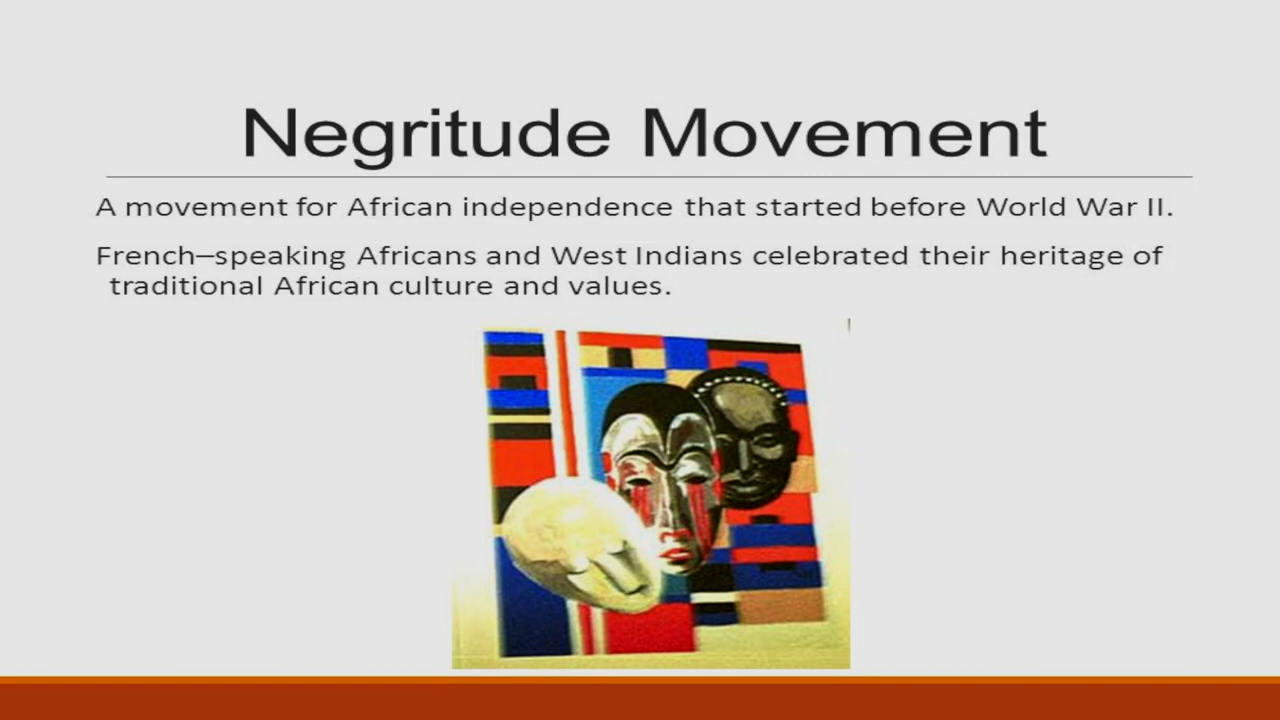 Negritude Movement
A movement for African independence that started before World War II.
French–speaking Africans and West Indians celebrated their heritage of
traditional African culture and values.